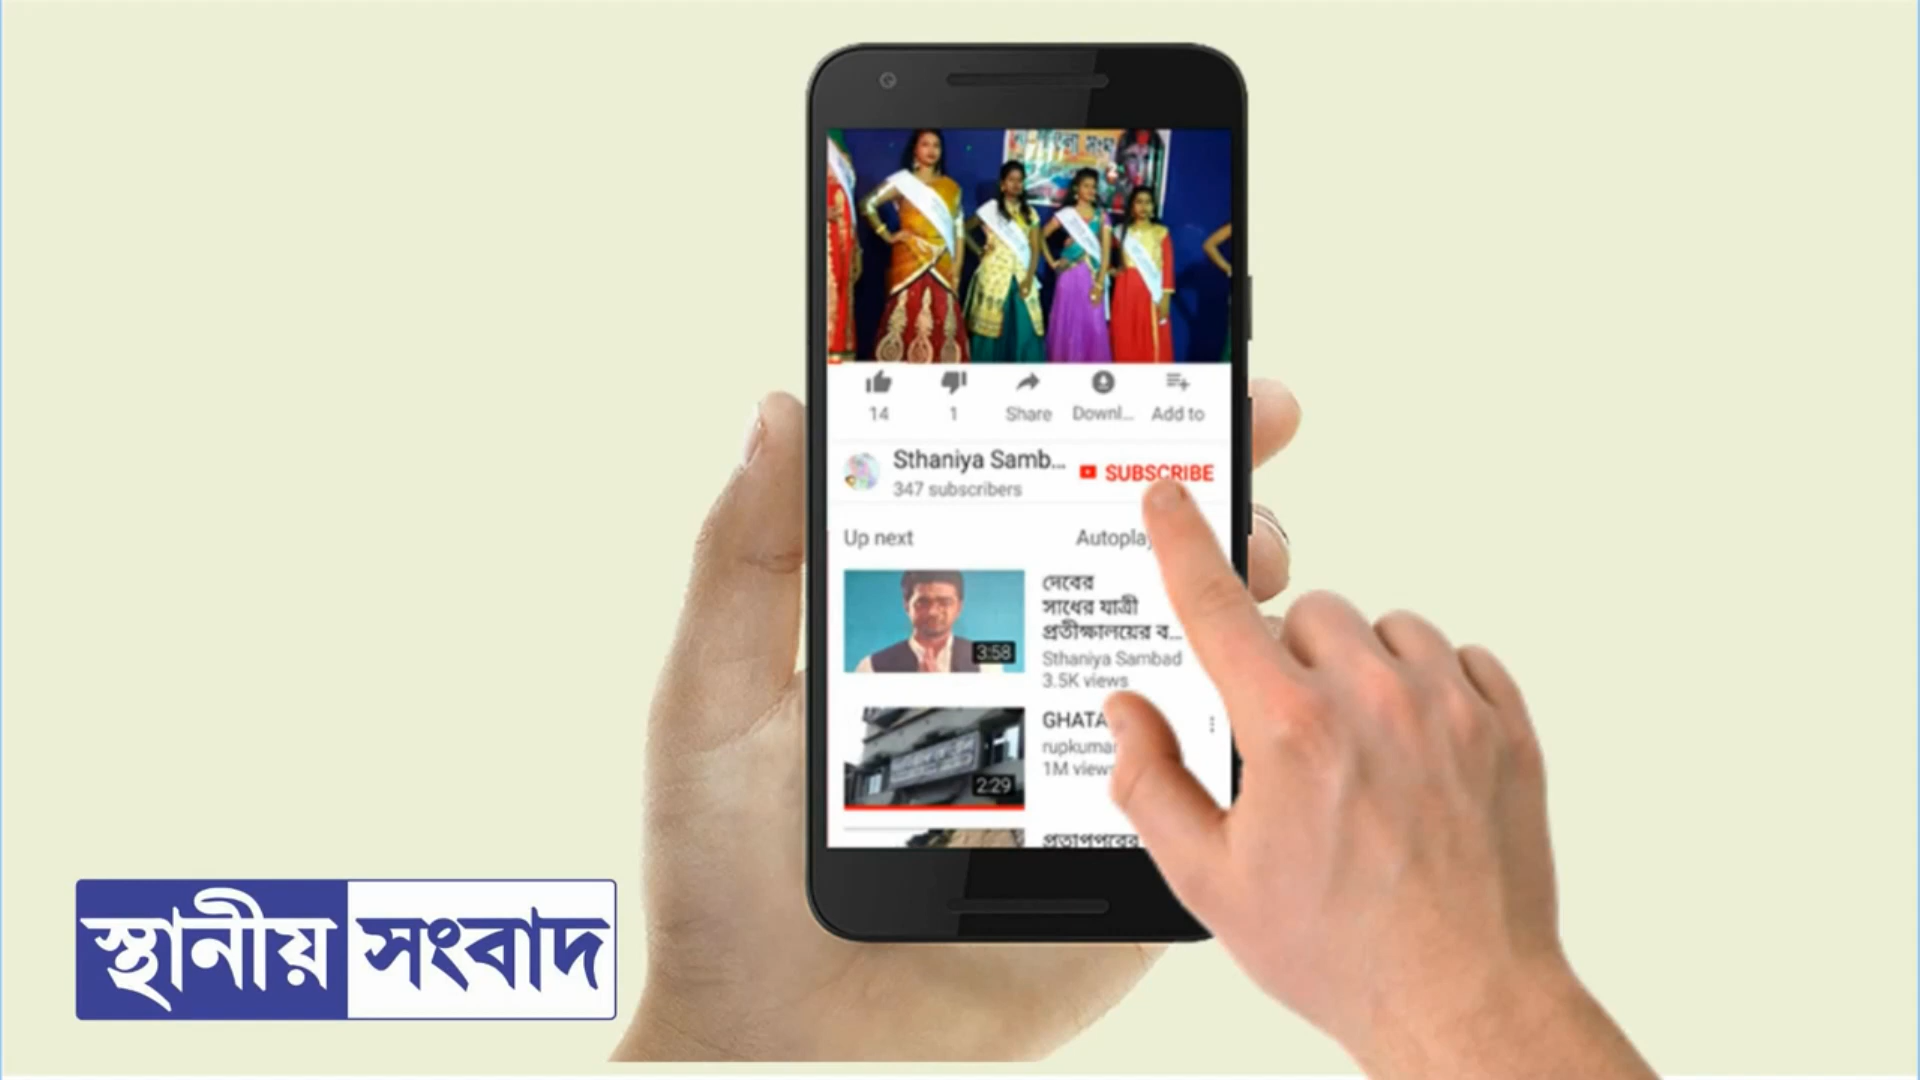 14
1
Share
Downl...
Add to
Sthaniya Samb...
SUBSCRIBE
347 subscribers
Up next
দেবের
সাধের যাত্রী
প্রতীক্ষালয়ের ব...
3:58
Sthaniya Sambad
3.5K views
GHATA
2:29
1M views
স্থানীয় সংবাদ